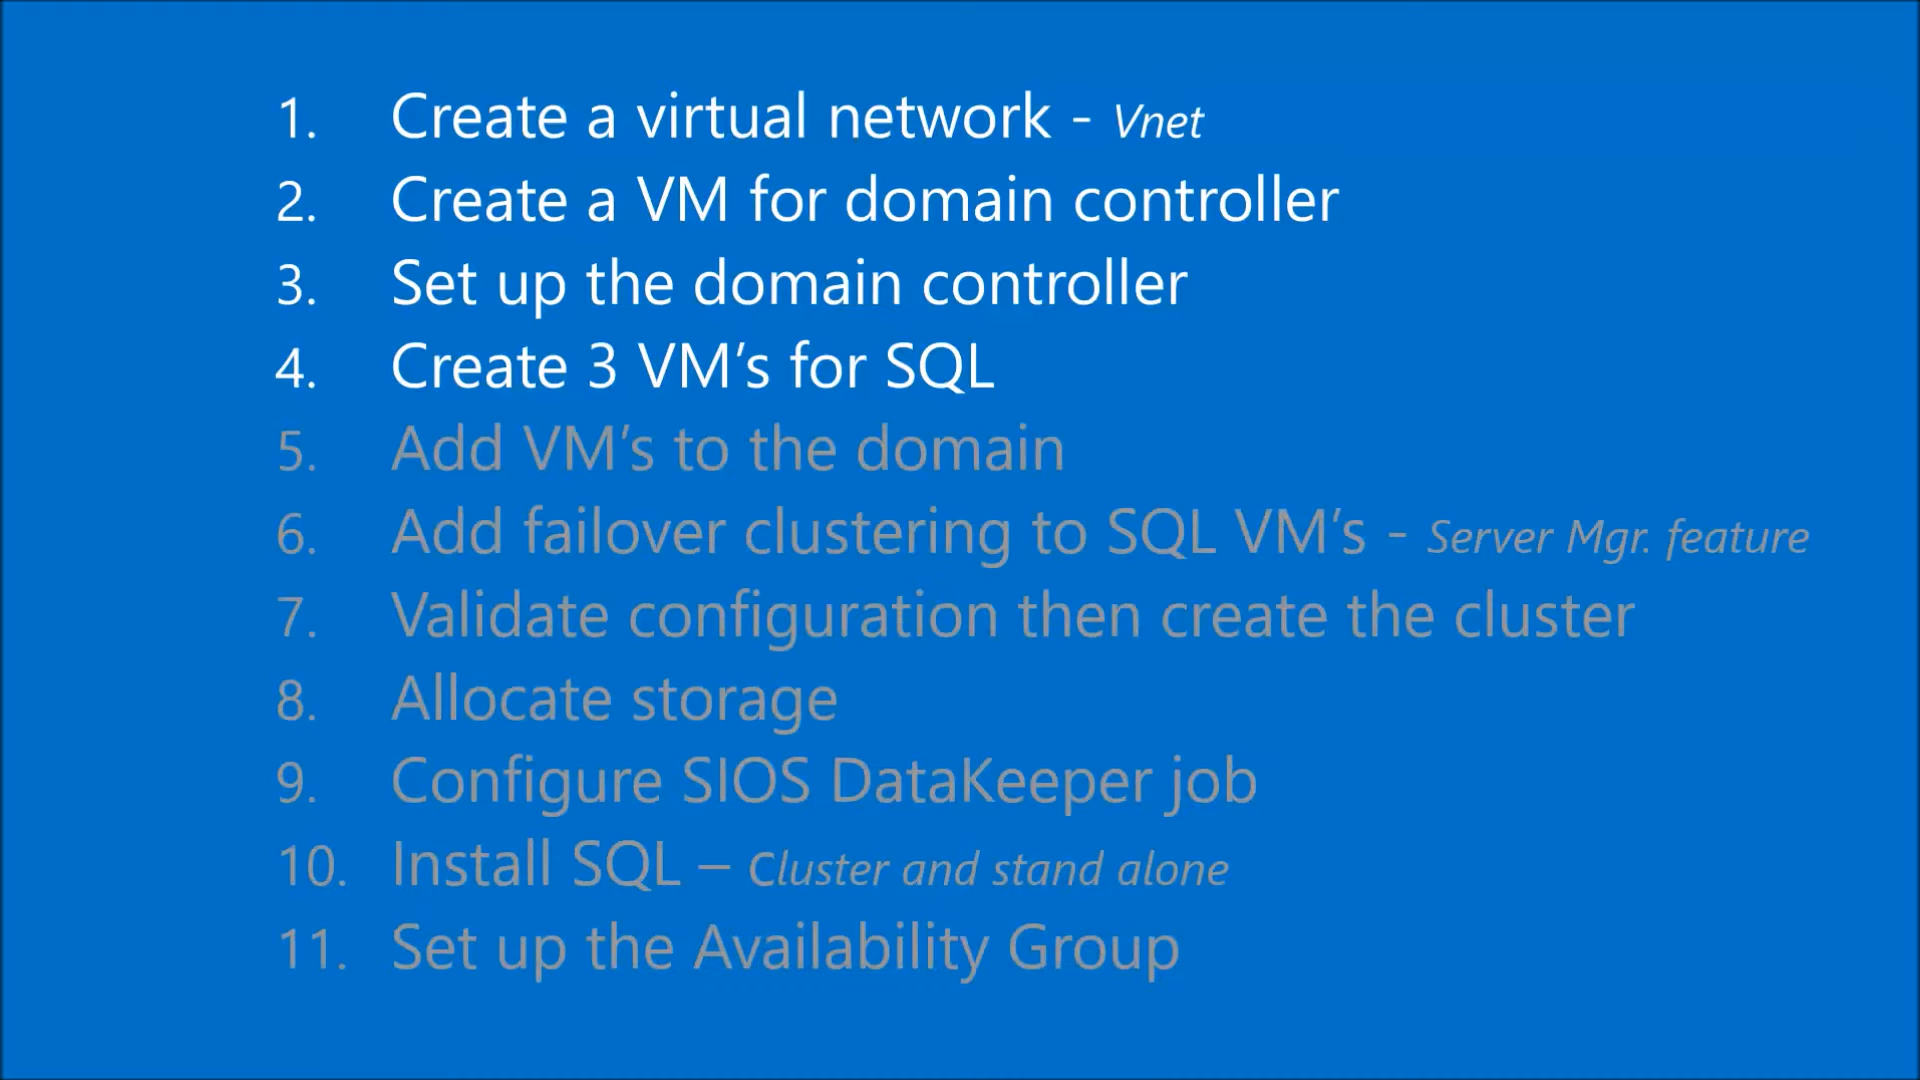 1. Create a virtual network - Vnet
2. Create a VM for domain controller
3. Set up the domain controller
4. Create 3 VM’s for SQL
5. Add VM’s to the domain
6. Add failover clustering to SQL VM’s - Server Mgr. feature
7. Validate configuration then create the cluster
8. Allocate storage
9. Configure SIOS DataKeeper job
10. Install SQL – cluster and stand alone
11. Set up the Availability Group